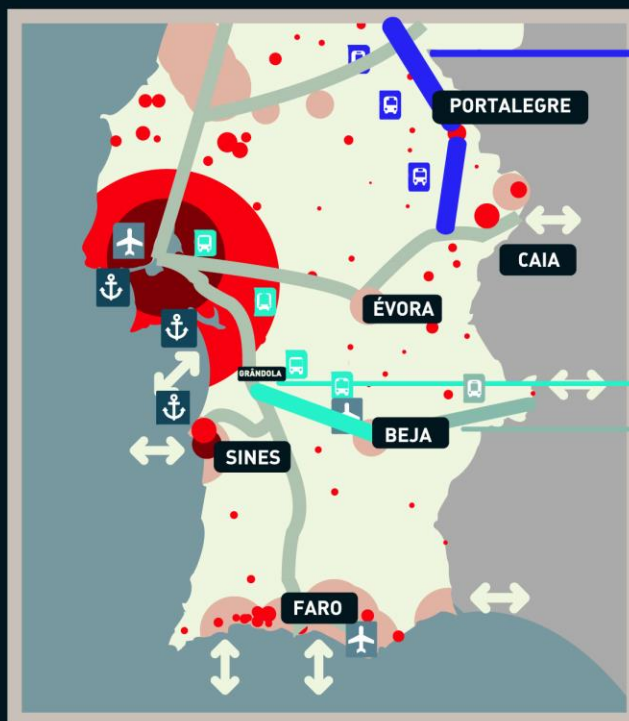 PORTALEGRE
CAIA
ÉVORA
GRÂNDOLA
BEJA
SINES
FARO